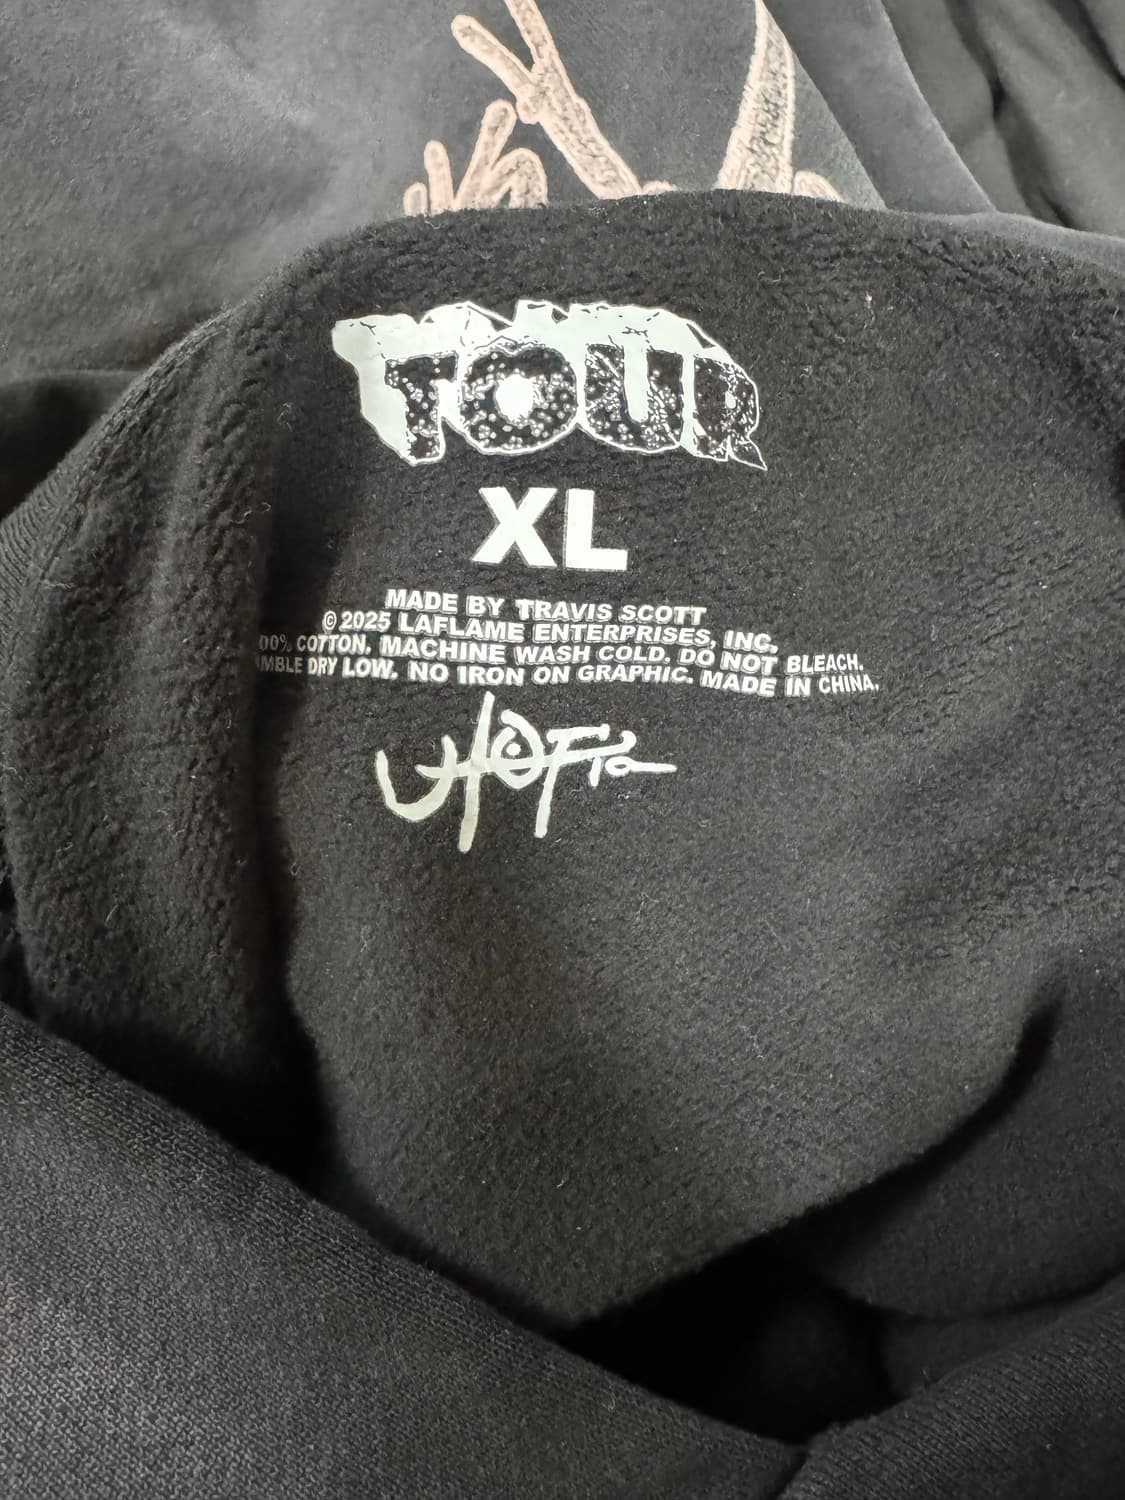 TOUR
XL
MADE BY TRAVIS SCOTT
© 2025 LAFLAME ENTERPRISES, INC.
00% COTTON. MACHINE WASH COLD. DO NOT BLEACH.
MBLE DRY LOW. NO IRON ON GRAPHIC. MADE IN CHINA.
UTOPiA